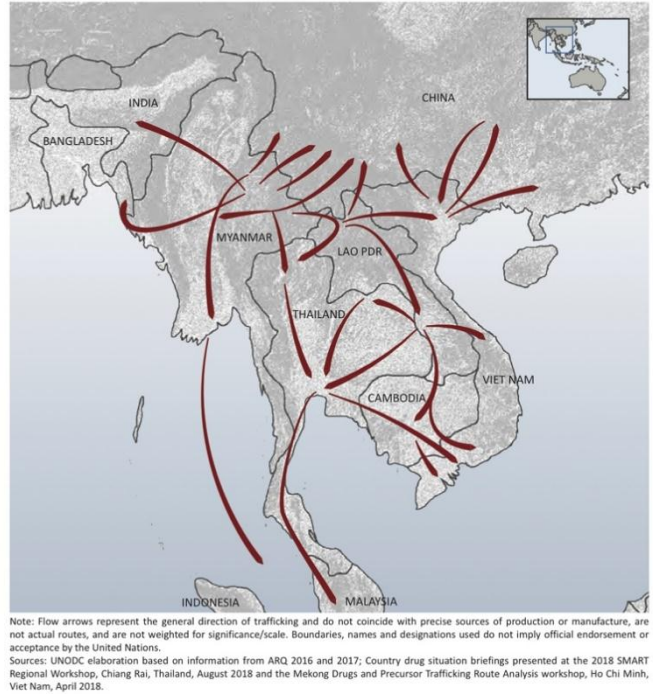 INDIA
CHINA
BANGLADESH
MYANMAR
LAO PDR
THAILAND
VIET NAM
CAMBODIA
INDONESIA
MALAYSIA
Note: Flow arrows represent the general direction of trafficking and do not coincide with precise sources of production or manufacture, are
not actual routes, and are not weighted for significance/scale. Boundaries, names and designations used do not imply official endorsement or
acceptance by the United Nations.
Sources: UNODC elaboration based on information from ARQ 2016 and 2017; Country drug situation briefings presented at the 2018 SMART
Regional Workshop, Chiang Rai, Thailand, August 2018 and the Mekong Drugs and Precursor Trafficking Route Analysis workshop, Ho Chi Minh,
Viet Nam, April 2018.